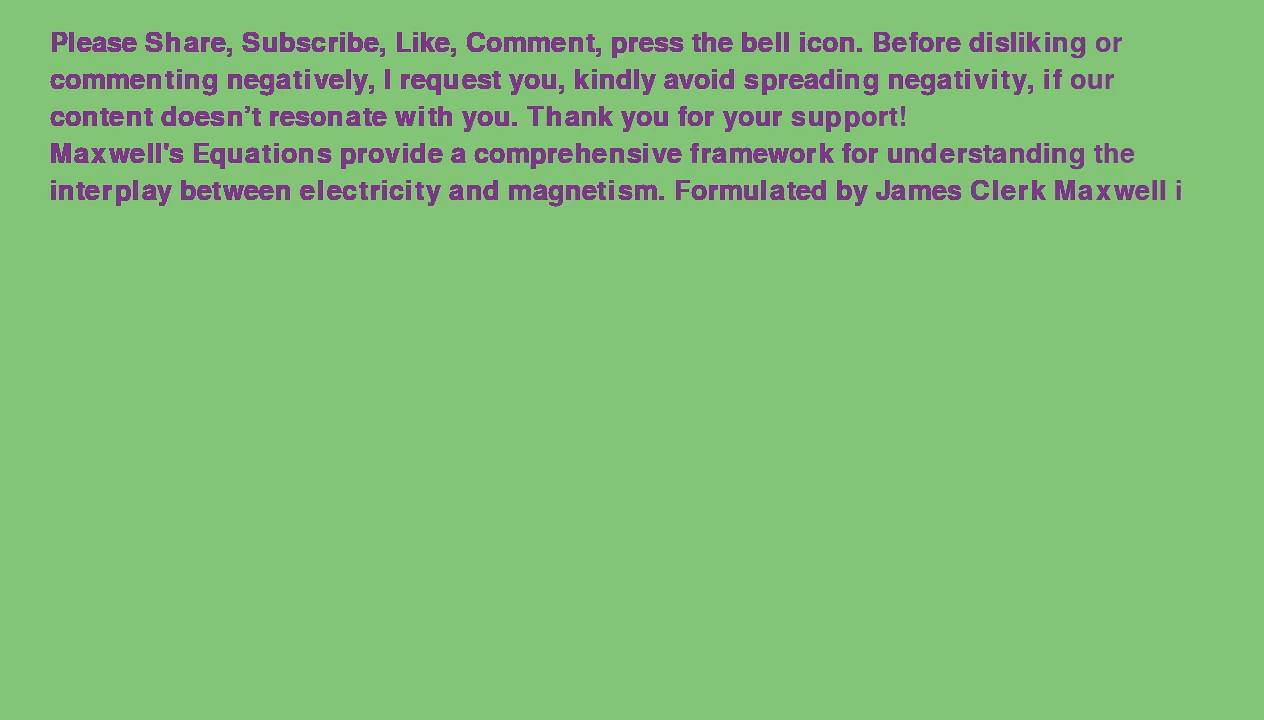 Please Share, Subscribe, Like, Comment, press the bell icon. Before disliking or
commenting negatively, I request you, kindly avoid spreading negativity, if our
content doesn’t resonate with you. Thank you for your support!
Maxwell's Equations provide a comprehensive framework for understanding the
interplay between electricity and magnetism. Formulated by James Clerk Maxwell i